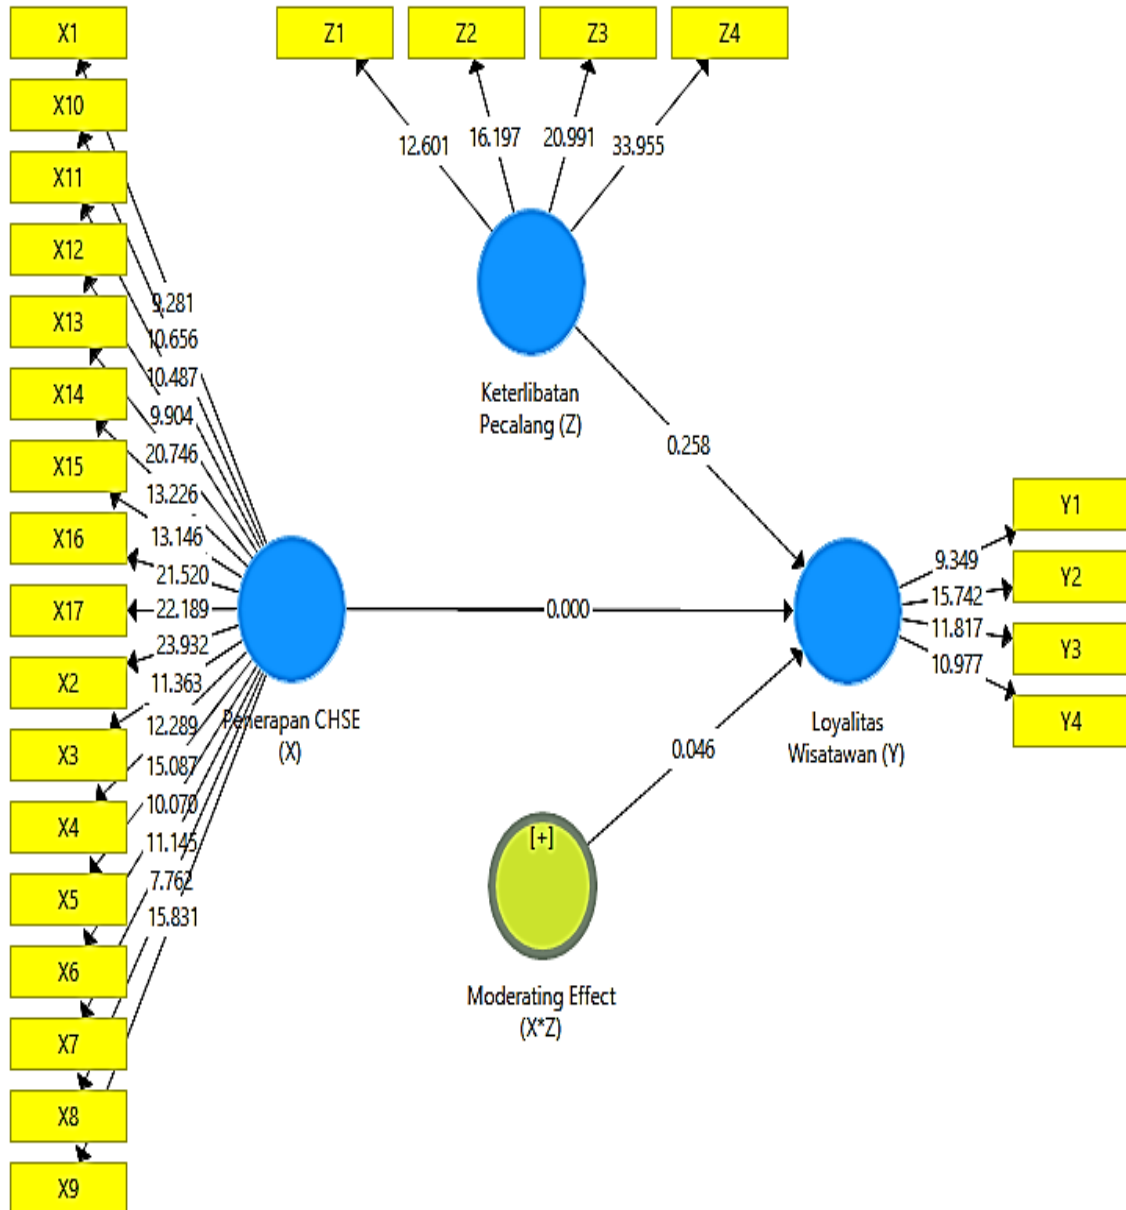 X1
X10
X11
X12
X13
X14
X15
X16
X17
X2
X3
X4
X5
X6
X7
X8
X9
9.281
10.656
10.487
9.904
20.746
13.226
13.146
21.520
22.189
23.932
11.363
12.289
15.087
10.070
11.145
7.762
15.831
Penerapan CHSE
(X)
Z1
Z2
Z3
Z4
12.601
16.197
20.991
33.955
Keterlibatan
Pecalang (Z)
0.258
0.000
0.046
[+]
Moderating Effect
(X*Z)
Loyalitas
Wisatawan (Y)
9.349
15.742
11.817
10.977
Y1
Y2
Y3
Y4